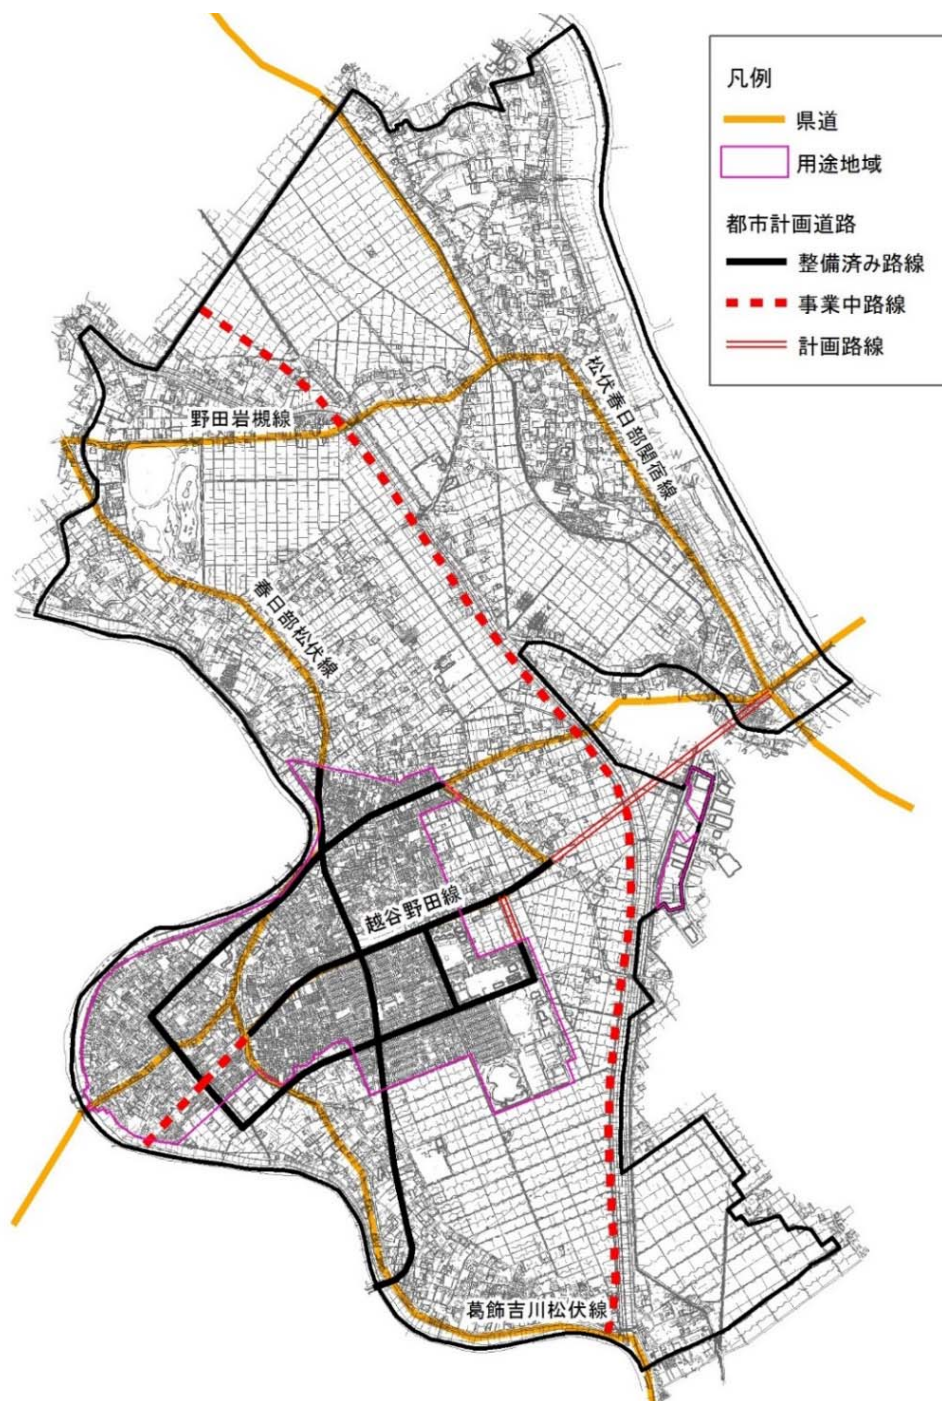 凡例
県道
用途地域
都市計画道路
整備済み路線
事業中路線
計画路線
松伏春日部関宿線
野田岩槻線
春日部松伏線
越谷野田線
葛飾吉川松伏線